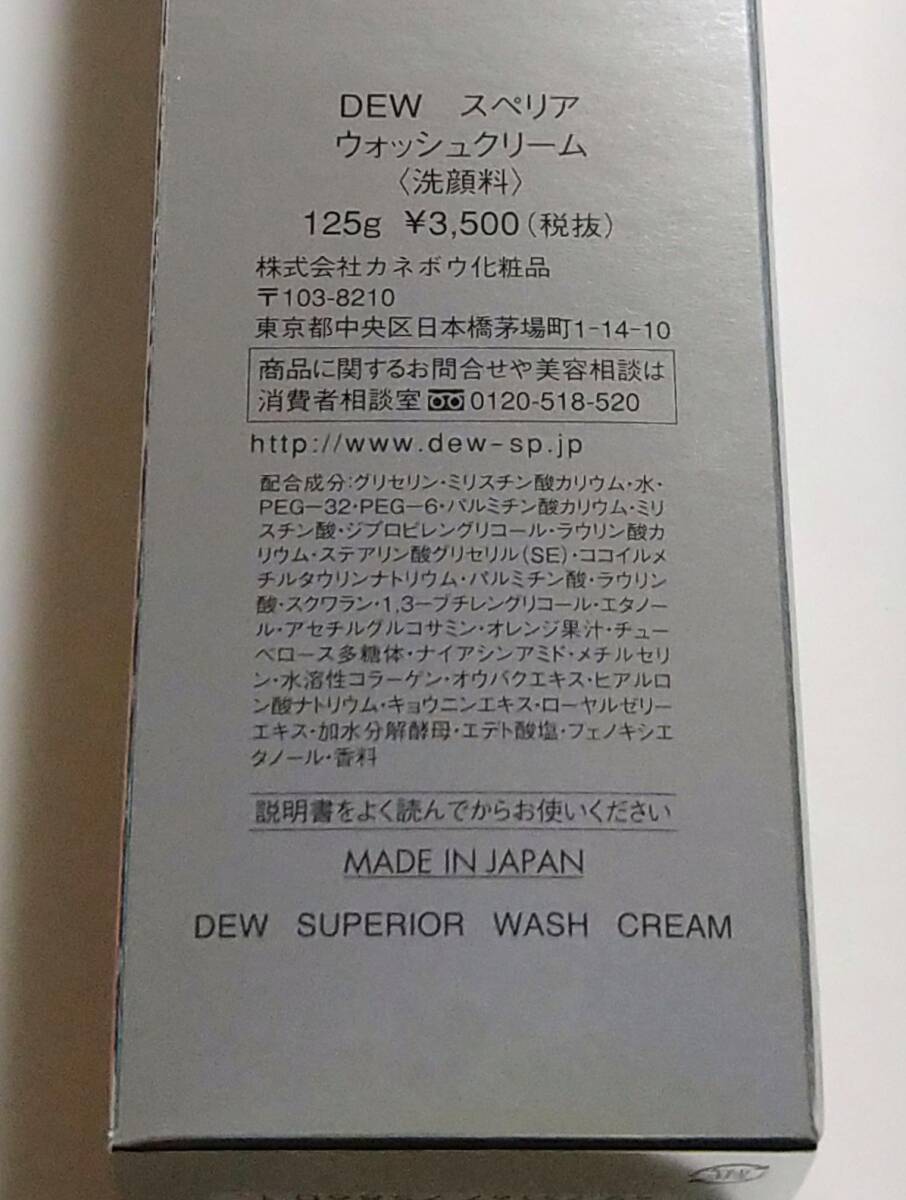 DEW スペリア
ウォッシュクリーム
〈洗顔料〉
125g ¥3,500(税抜)
株式会社カネボウ化粧品
〒103-8210
東京都中央区日本橋茅場町1-14-10
商品に関するお問合せや美容相談は
消費者相談室 0120-518-520
http://www.dew-sp.jp
配合成分:グリセリン・ミリスチン酸カリウム・水・
PEG-32・PEG-6・パルミチン酸カリウム・ミリ
スチン酸・ジプロピレングリコール・ラウリン酸カ
リウム・ステアリン酸グリセリル(SE)・ココイルメ
チルタウリンナトリウム・パルミチン酸・ラウリン
酸・スクワラン・1,3-ブチレングリコール・エタノー
ル・アセチルグルコサミン・オレンジ果汁・チュー
ベロース多糖体・ナイアシンアミド・メチルセリ
ン・水溶性コラーゲン・オウバクエキス・ヒアルロ
ン酸ナトリウム・キョウニンエキス・ローヤルゼリー
エキス・加水分解酵母・エデト酸塩・フェノキシエ
タノール・香料
説明書をよく読んでからお使いください
MADE IN JAPAN
DEW SUPERIOR WASH CREAM